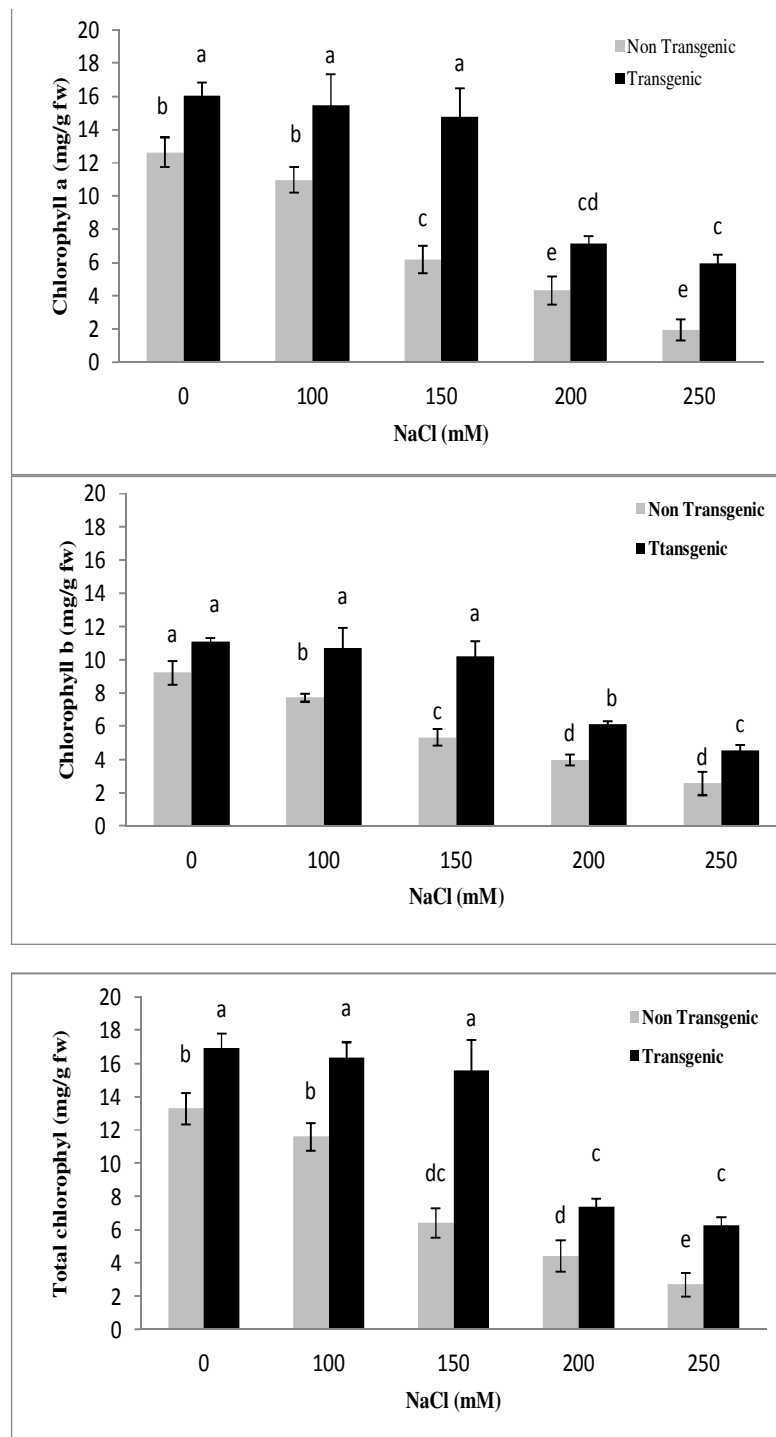 Chlorophyll a (mg/g fw)
20
18
16
14
12
10
8
6
4
2
0
Non Transgenic
Transgenic
b
a
b
a
c
a
e
cd
e
c
0
100
150
200
250
NaCl (mM)
Chlorophyll b (mg/g fw)
20
18
16
14
12
10
8
6
4
2
0
Non Transgenic
Ttansgenic
a
a
b
a
c
a
d
b
d
c
0
100
150
200
250
NaCl (mM)
Total chlorophyl (mg/g fw)
20
18
16
14
12
10
8
6
4
2
0
Non Transgenic
Transgenic
b
a
b
a
dc
a
d
c
e
c
0
100
150
200
250
NaCl (mM)